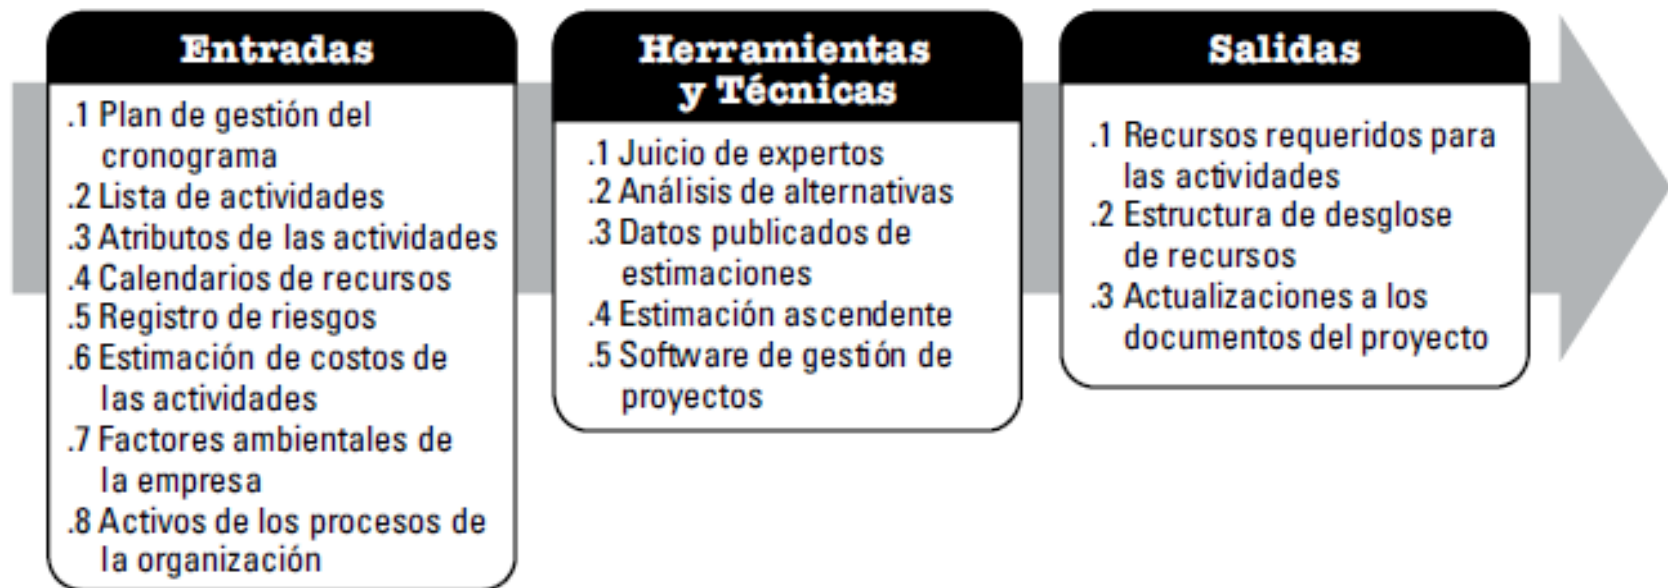 Entradas
.1 Plan de gestión del
cronograma
.2 Lista de actividades
.3 Atributos de las actividades
.4 Calendarios de recursos
.5 Registro de riesgos
.6 Estimación de costos de
las actividades
.7 Factores ambientales de
la empresa
.8 Activos de los procesos de
la organización
Herramientas
y Técnicas
.1 Juicio de expertos
.2 Análisis de alternativas
.3 Datos publicados de
estimaciones
.4 Estimación ascendente
.5 Software de gestión de
proyectos
Salidas
.1 Recursos requeridos para
las actividades
.2 Estructura de desglose
de recursos
.3 Actualizaciones a los
documentos del proyecto